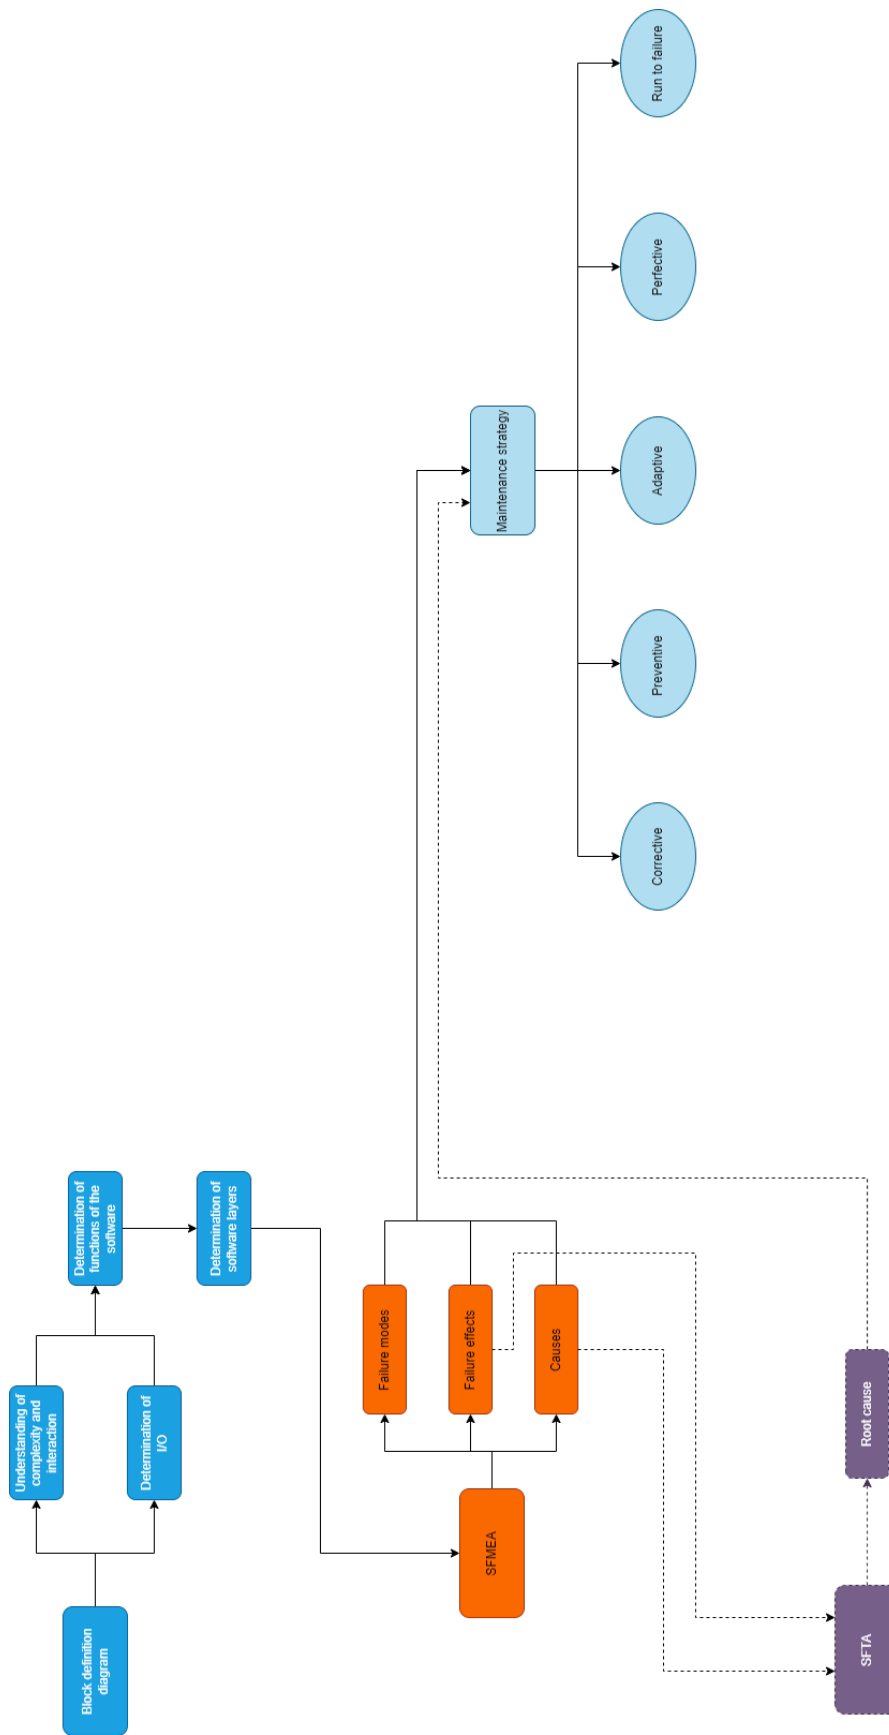 Block definition
diagram
Understanding of
complexity and
interaction
Determination of
I/O
Determination of
functions of the
software
Determination of
software layers
SFMEA
Failure modes
Failure effects
Causes
SFTA
Root cause
Maintenance strategy
Corrective
Preventive
Adaptive
Perfective
Run to failure